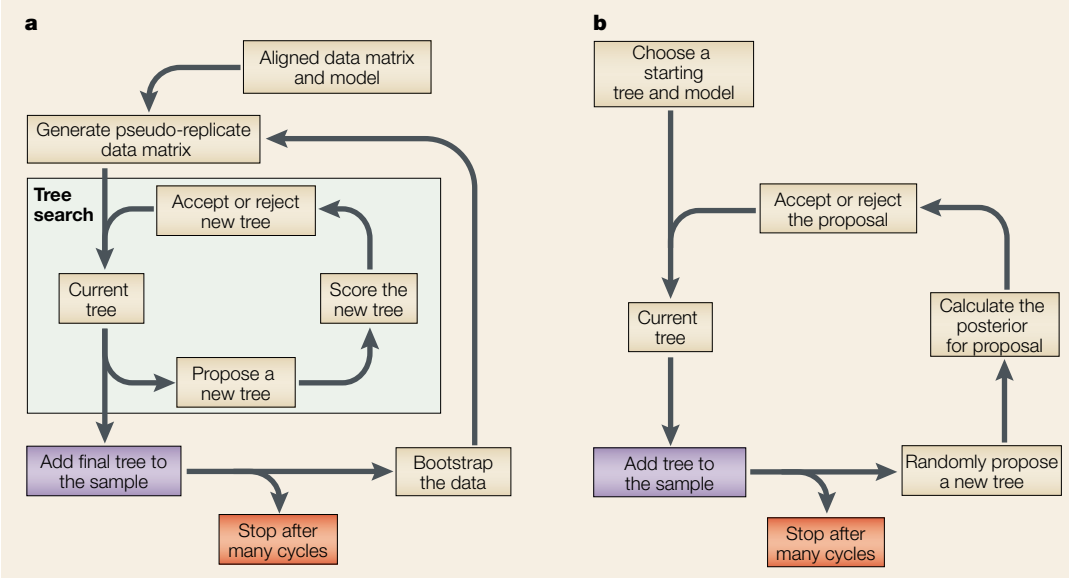 a
Aligned data matrix
and model
Generate pseudo-replicate
data matrix
Tree
search
Accept or reject
new tree
Current
tree
Score the
new tree
Propose a
new tree
Add final tree to
the sample
Bootstrap
the data
Stop after
many cycles
b
Choose a
starting
tree and model
Accept or reject
the proposal
Current
tree
Calculate the
posterior
for proposal
Add tree to
the sample
Randomly propose
a new tree
Stop after
many cycles